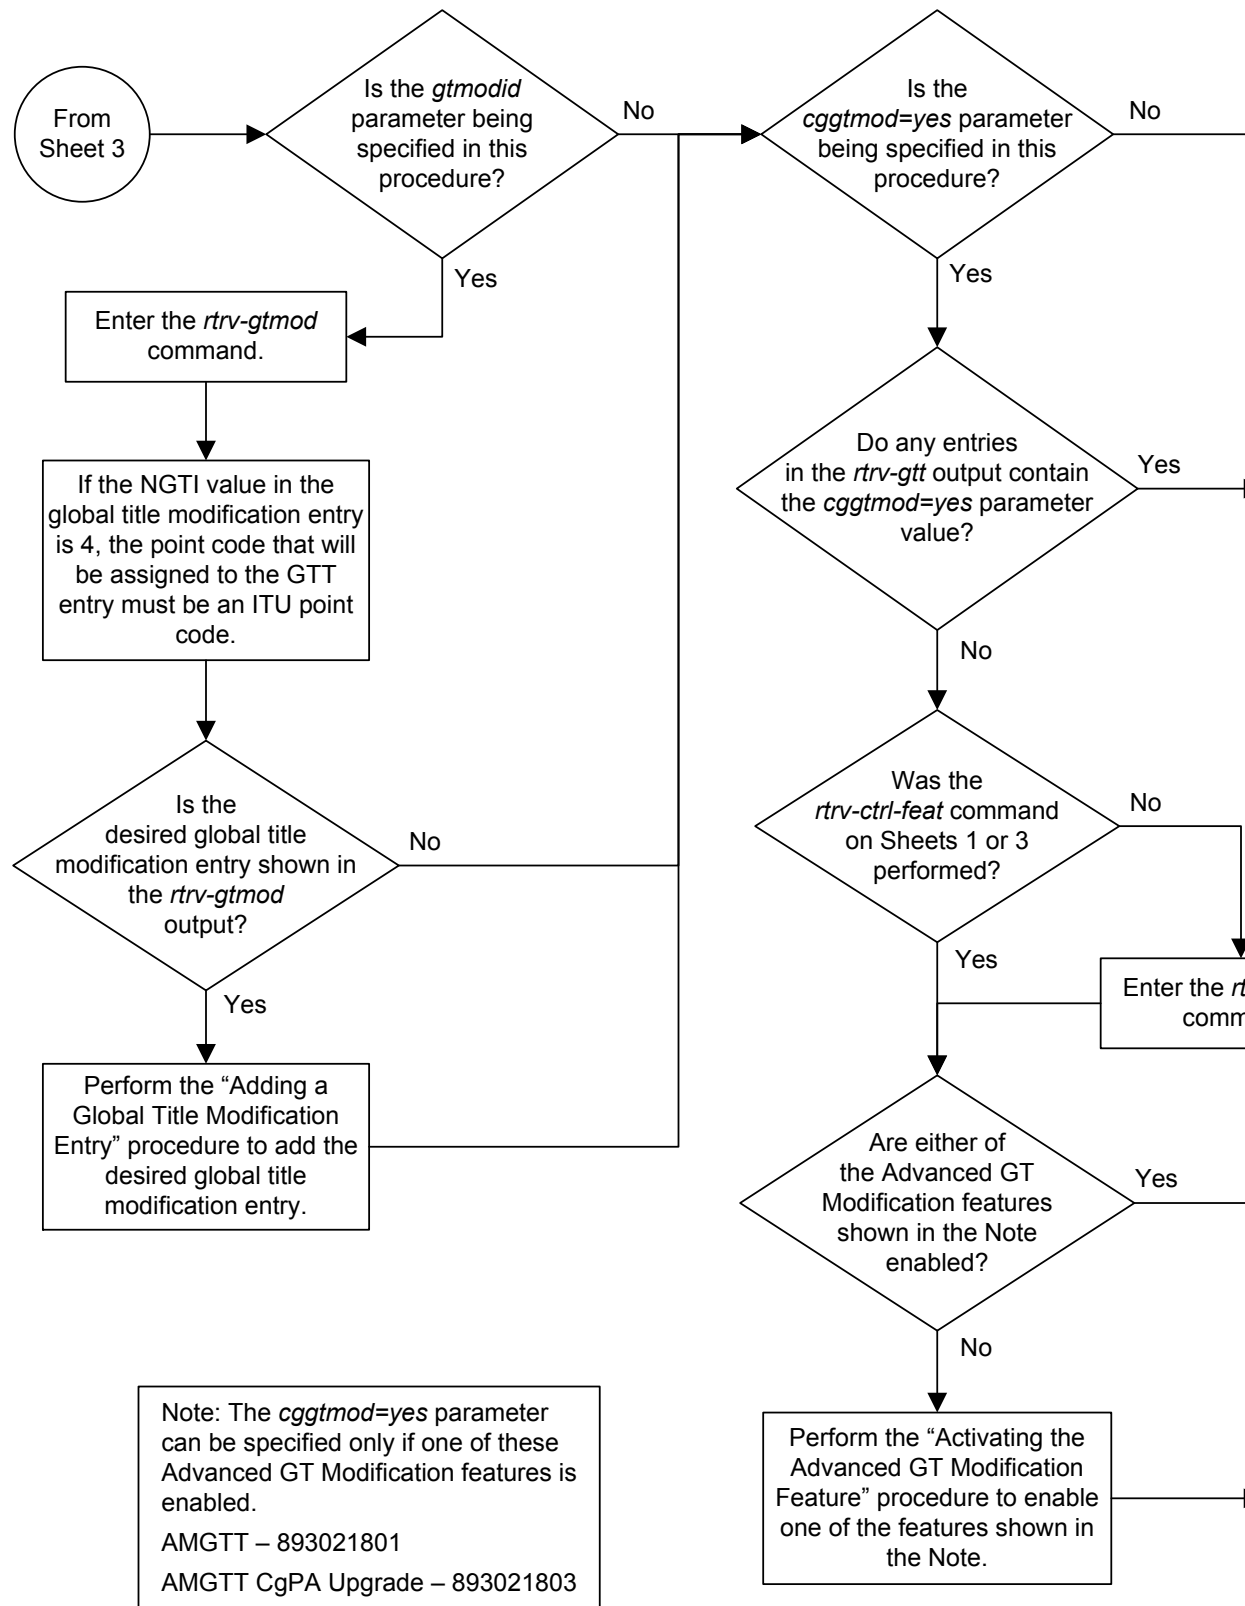 From
Sheet 3
Is the gtmodid
parameter being
specified in this
procedure?
No
Yes
Enter the rtrv-gtmod
command.
If the NGTI value in the
global title modification entry
is 4, the point code that will
be assigned to the GTT
entry must be an ITU point
code.
Is the
desired global title
modification entry shown in
the rtrv-gtmod
output?
No
Yes
Perform the “Adding a
Global Title Modification
Entry” procedure to add the
desired global title
modification entry.
Is the
cggtmod=yes parameter
being specified in this
procedure?
No
Yes
Do any entries
in the rtrv-gtt output contain
the cggtmod=yes parameter
value?
Yes
No
Was the
rtrv-ctrl-feat command
on Sheets 1 or 3
performed?
No
Yes
Enter the
Are either of
the Advanced GT
Modification features
shown in the Note
enabled?
Yes
No
Perform the “Activating the
Advanced GT Modification
Feature” procedure to enable
one of the features shown in
the Note.
Note: The cggtmod=yes parameter
can be specified only if one of these
Advanced GT Modification features is
enabled.
AMGTT – 893021801
AMGTT CgPA Upgrade – 893021803